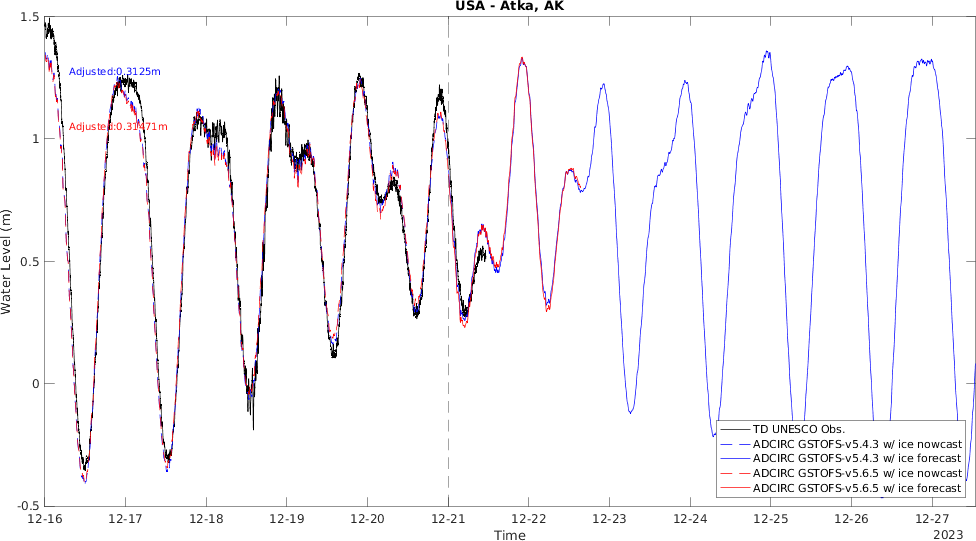 USA - Atka, AK
1.5
1
0.5
0
-0.5
Water Level (m)
Adjusted:0.3125m
Adjusted:0.31471m
TD UNESCO Obs.
ADCIRC GSTOFS-v5.4.3 w/ ice nowcast
ADCIRC GSTOFS-v5.4.3 w/ ice forecast
ADCIRC GSTOFS-v5.6.5 w/ ice nowcast
ADCIRC GSTOFS-v5.6.5 w/ ice forecast
12-16 12-17 12-18 12-19 12-20 12-21 12-22 12-23 12-24 12-25 12-26 12-27
Time
2023